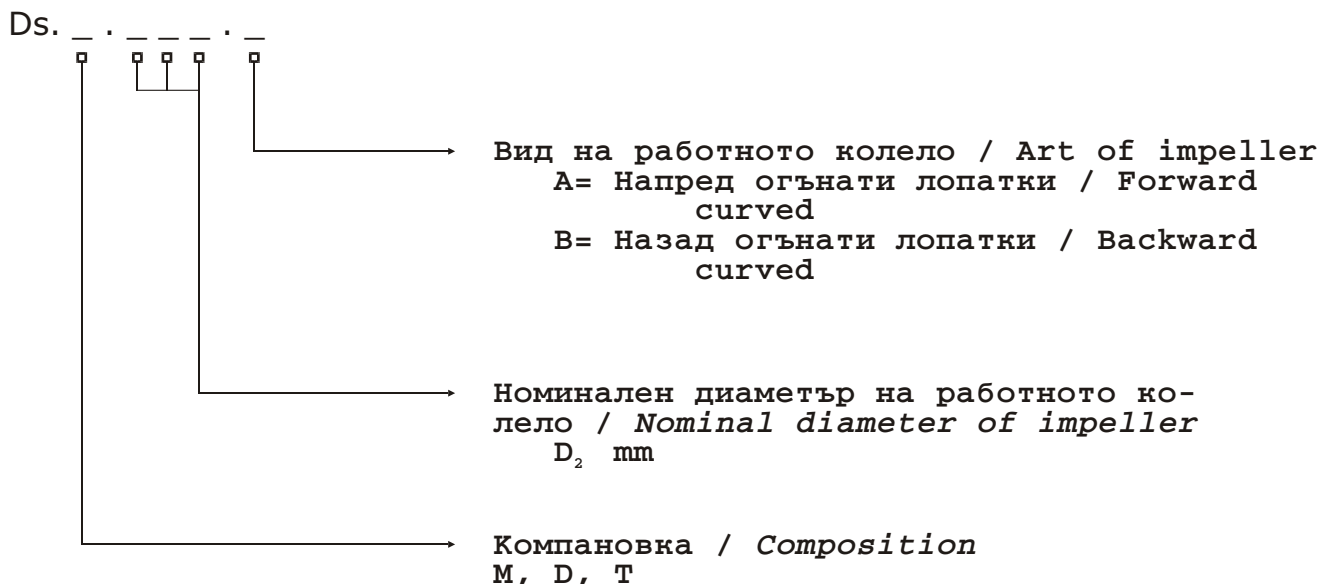 Ds. _ . _ _ _ . _
Вид на работното колело / Art of impeller
А= Напред огънати лопатки / Forward
curved
В= Назад огънати лопатки / Backward
curved
Номинален диаметър на работното ко-
лело / Nominal diameter of impeller
D₂ mm
Компановка / Composition
M, D, T